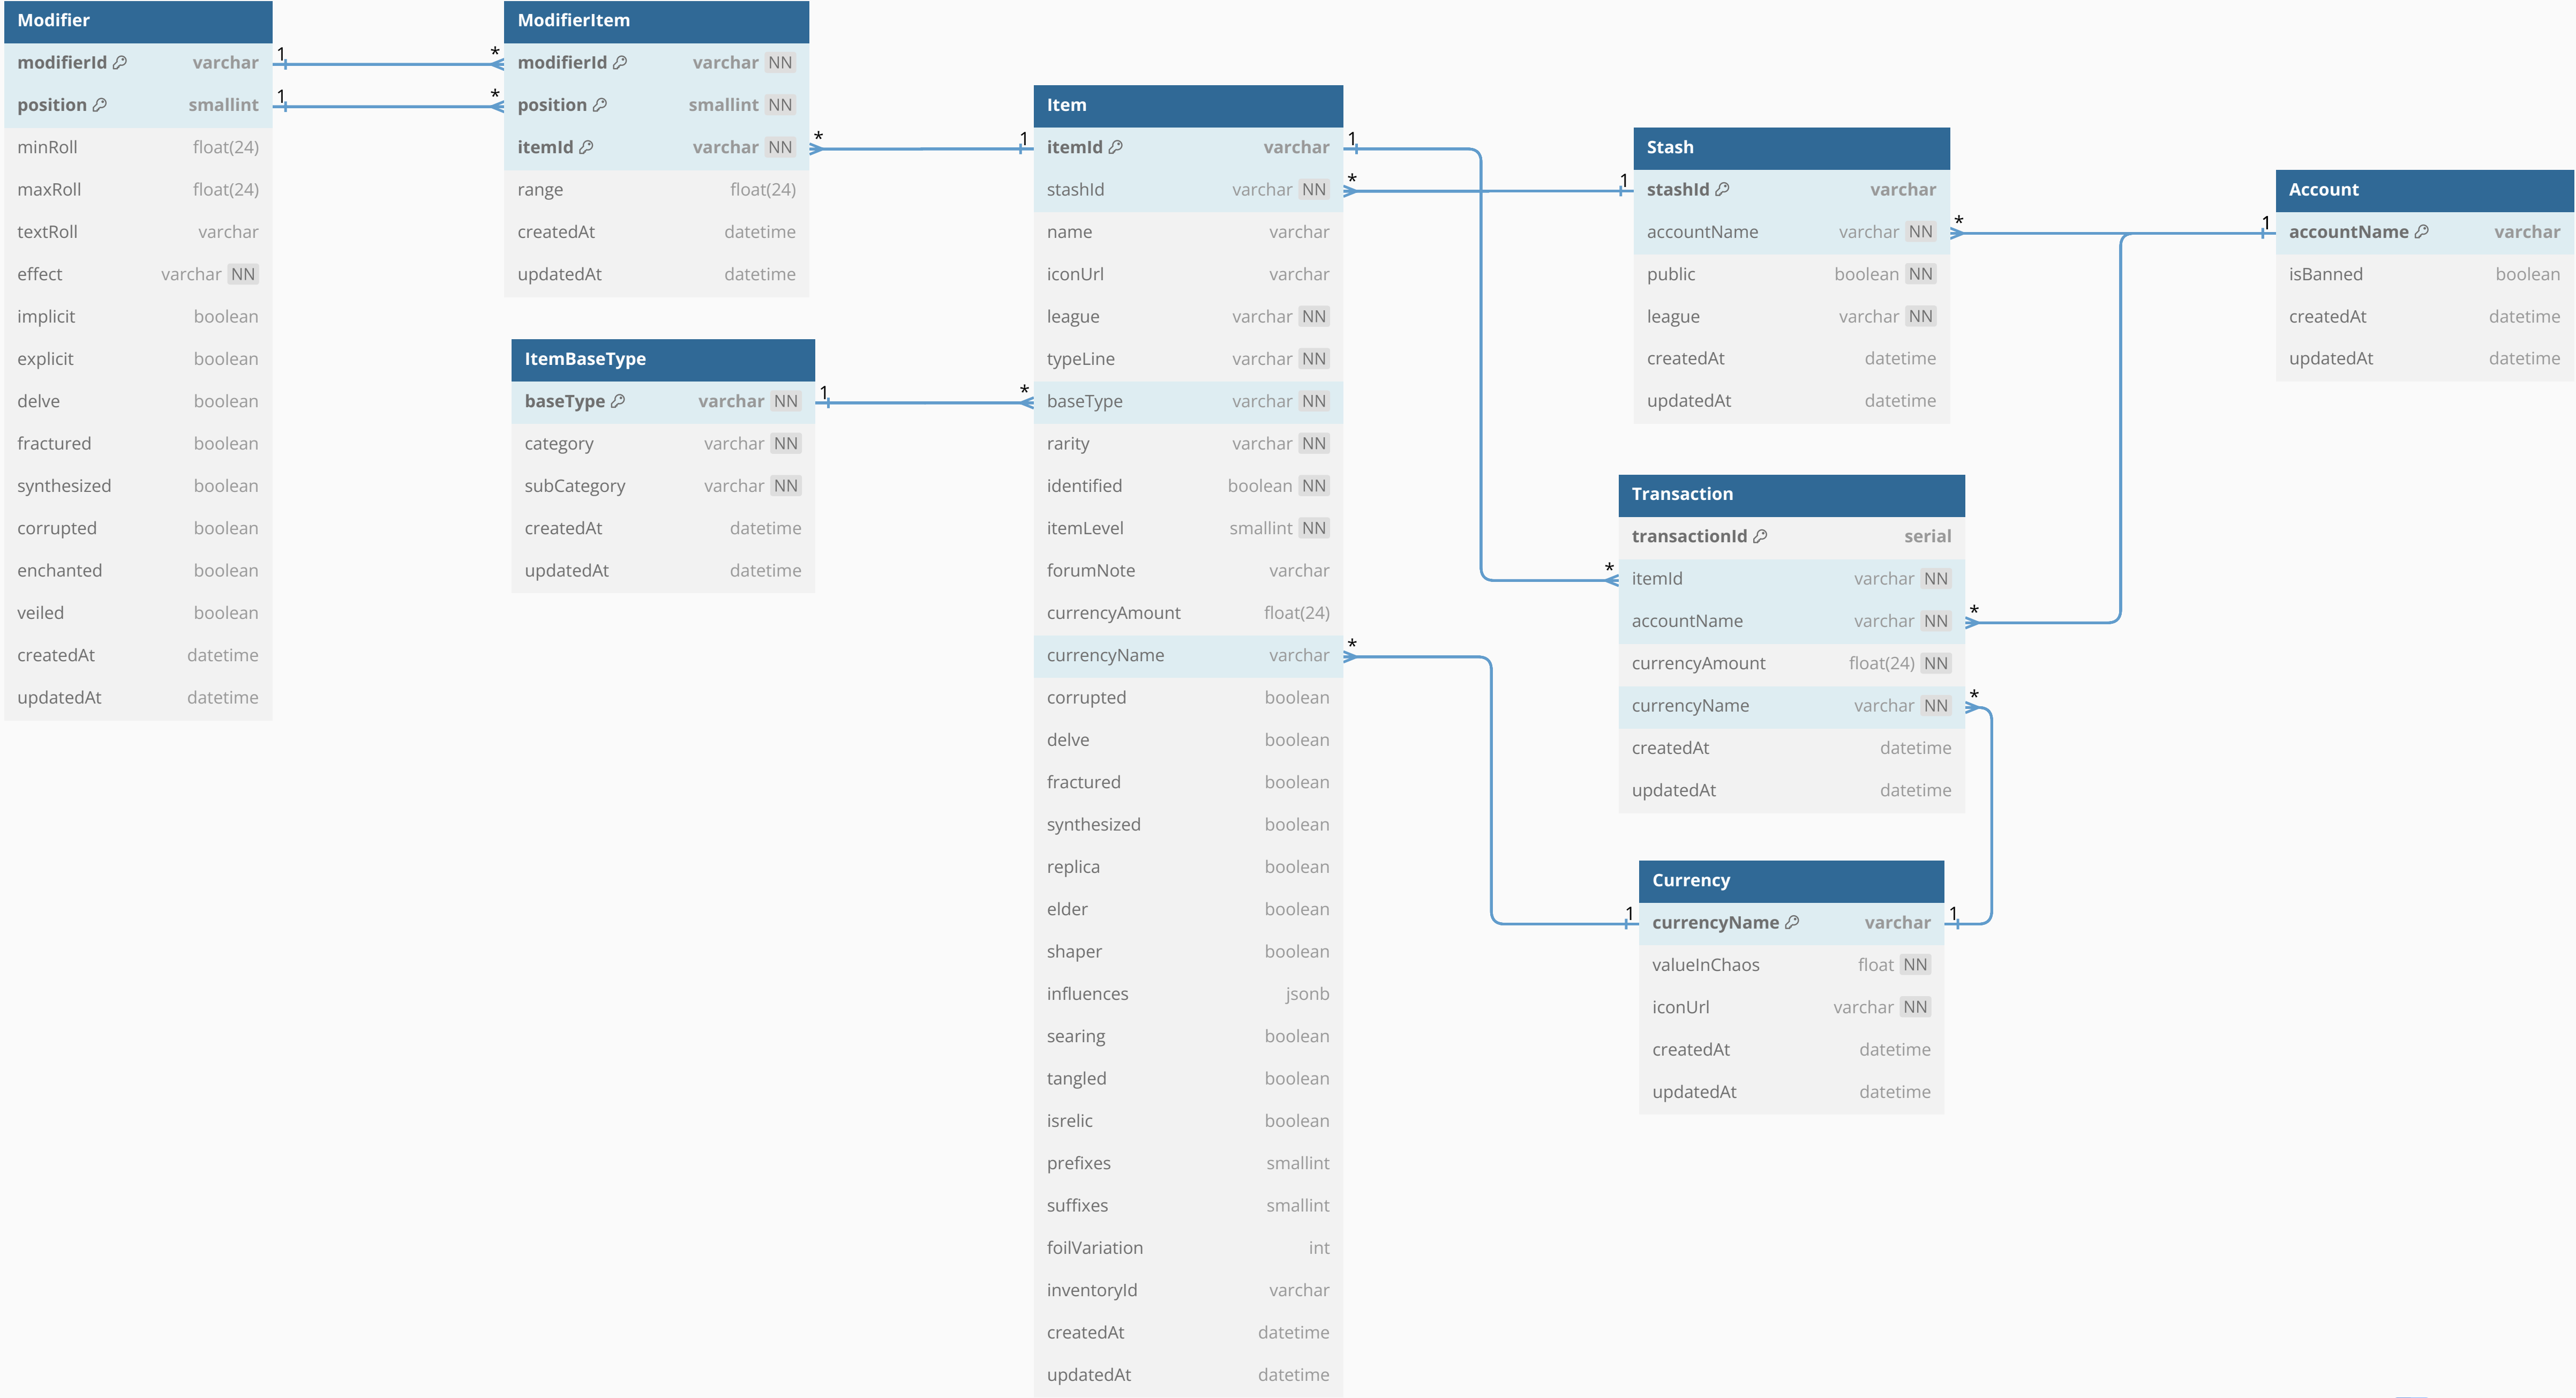 Modifier
modifierId varchar
position smallint
minRoll float(24)
maxRoll float(24)
textRoll varchar
effect varchar NN
implicit boolean
explicit boolean
delve boolean
fractured boolean
synthesized boolean
corrupted boolean
enchanted boolean
veiled boolean
createdAt datetime
updatedAt datetime
1 *
1 *
ModifierItem
modifierId varchar NN
position smallint NN
itemId varchar NN
range float(24)
createdAt datetime
updatedAt datetime
* 1
ItemBaseType
baseType varchar NN
category varchar NN
subCategory varchar NN
createdAt datetime
updatedAt datetime
1 *
Item
itemId varchar
stashId varchar NN
name varchar
iconUrl varchar
league varchar NN
typeLine varchar NN
baseType varchar NN
rarity varchar NN
identified boolean NN
itemLevel smallint NN
forumNote varchar
currencyAmount float(24)
currencyName varchar
corrupted boolean
delve boolean
fractured boolean
synthesized boolean
replica boolean
elder boolean
shaper boolean
influences jsonb
searing boolean
tangled boolean
isrelic boolean
prefixes smallint
suffixes smallint
foilVariation int
inventoryId varchar
createdAt datetime
updatedAt datetime
1
* 1
*
* 1
Stash
stashId varchar
accountName varchar NN
public boolean NN
league varchar NN
createdAt datetime
updatedAt datetime
* 1
Transaction
transactionId serial
itemId varchar NN
accountName varchar NN
currencyAmount float(24) NN
currencyName varchar NN
createdAt datetime
updatedAt datetime
*
*
Currency
currencyName varchar
valueInChaos float NN
iconUrl varchar NN
createdAt datetime
updatedAt datetime
1
Account
accountName varchar
isBanned boolean
createdAt datetime
updatedAt datetime